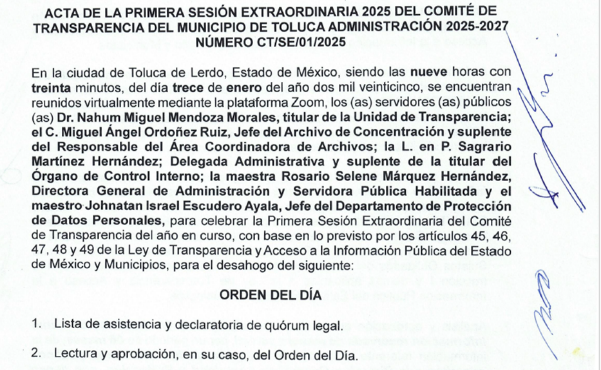 ACTA DE LA PRIMERA SESIÓN EXTRAORDINARIA 2025 DEL COMITÉ DE
TRANSPARENCIA DEL MUNICIPIO DE TOLUCA ADMINISTRACIÓN 2025-2027
NÚMERO CT/SE/01/2025
En la ciudad de Toluca de Lerdo, Estado de México, siendo las nueve horas con
treinta minutos, del día trece de enero del año dos mil veinticinco, se encuentran
reunidos virtualmente mediante la plataforma Zoom, los (as) servidores (as) públicos
(as) Dr. Nahum Miguel Mendoza Morales, titular de la Unidad de Transparencia;
el C. Miguel Ángel Ordoñez Ruiz, Jefe del Archivo de Concentración y suplente
del Responsable del Área Coordinadora de Archivos; la L. en P. Sagrario
Martínez Hernández; Delegada Administrativa y suplente de la titular del
Órgano de Control Interno; la maestra Rosario Selene Márquez Hernández,
Directora General de Administración y Servidora Pública Habilitada y el
maestro Johnatan Israel Escudero Ayala, Jefe del Departamento de Protección
de Datos Personales, para celebrar la Primera Sesión Extraordinaria del Comité
de Transparencia del año en curso, con base en lo previsto por los artículos 45, 46,
47, 48 y 49 de la Ley de Transparencia y Acceso a la Información Pública del Estado
de México y Municipios, para el desahogo del siguiente:
ORDEN DEL DÍA
1. Lista de asistencia y declaratoria de quórum legal.
2. Lectura y aprobación, en su caso, del Orden del Día.